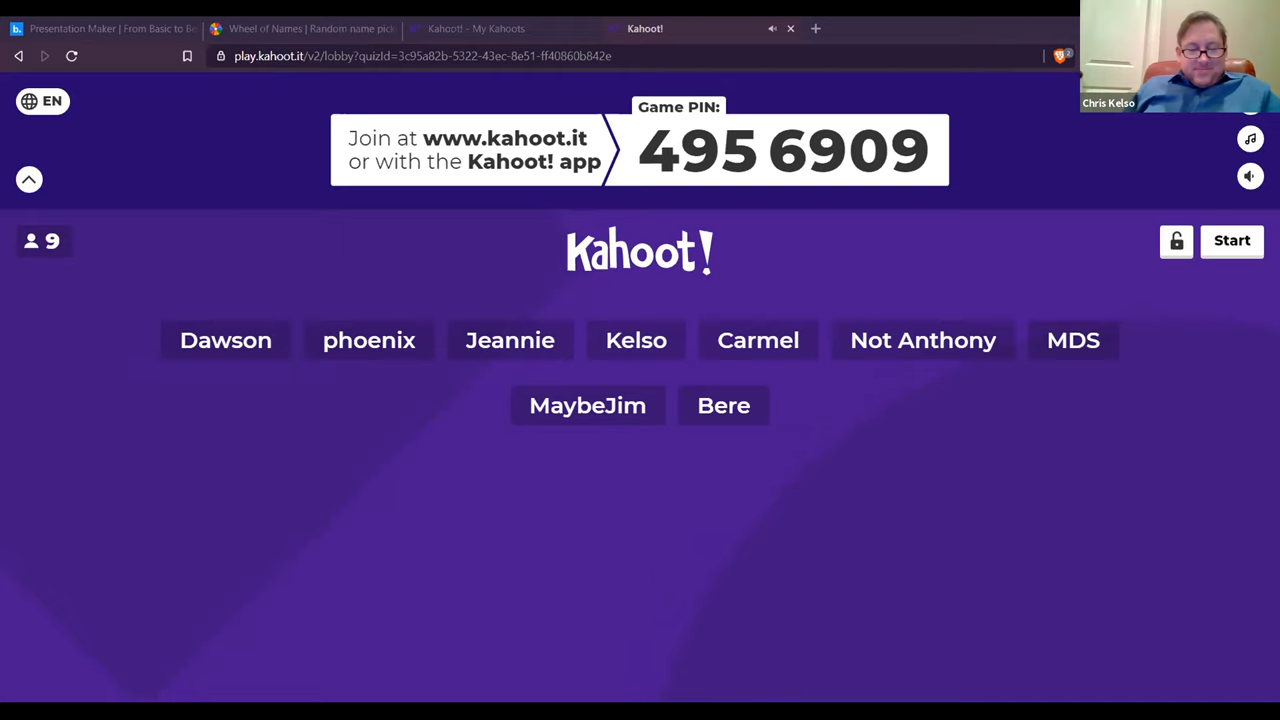 b. Presentation Maker | From Basic to Be
Wheel of Names | Random name pick
Kahoot! - My Kahoots
Kahoot!
play.kahoot.it/v2/lobby?quizId=3c95a82b-5322-43ec-8e51-ff40860b842e
2
Chris Kelso
EN
Game PIN:
Join at www.kahoot.it
or with the Kahoot! app
495 6909
9
Kahoot!
Start
Dawson phoenix Jeannie Kelso Carmel Not Anthony MDS
MaybeJim Bere